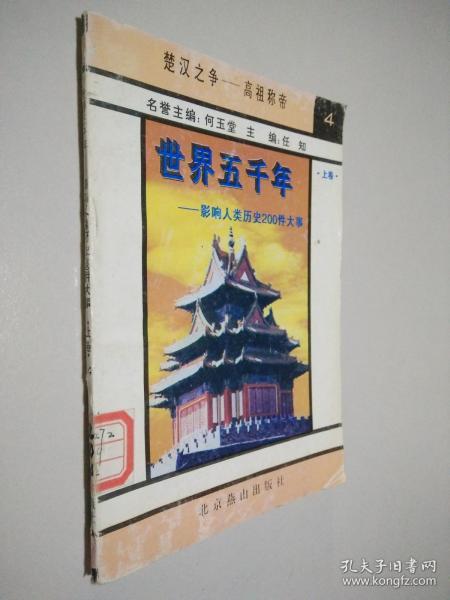 楚汉之争——高祖称帝
4
名誉主编：何玉堂 主 编：任 知
世界五千年
·上卷·
——影响人类历史200件大事
北京燕山出版社
孔夫子旧书网
www.kongfz.com